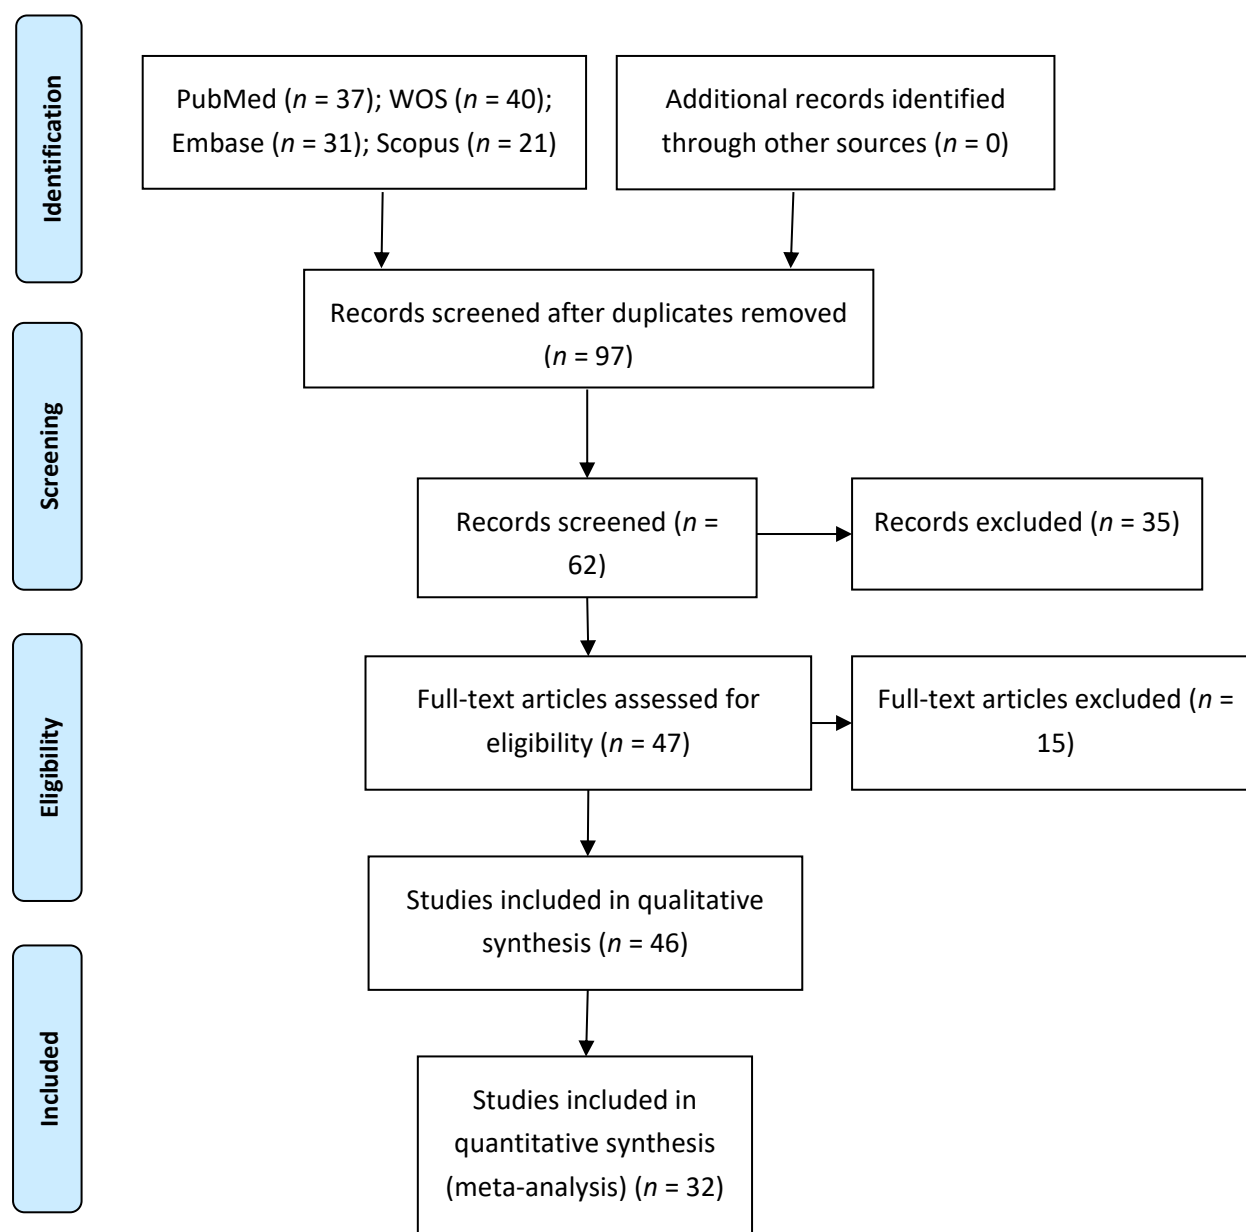 Identification
PubMed (n = 37); WOS (n = 40);
Embase (n = 31); Scopus (n = 21)
Additional records identified
through other sources (n = 0)
Records screened after duplicates removed
(n = 97)
Screening
Records screened (n =
62)
Records excluded (n = 35)
Eligibility
Full-text articles assessed for
eligibility (n = 47)
Full-text articles excluded (n =
15)
Studies included in qualitative
synthesis (n = 46)
Included
Studies included in
quantitative synthesis
(meta-analysis) (n = 32)